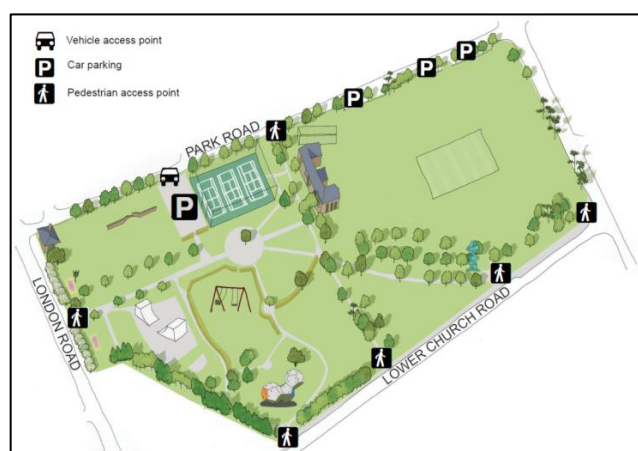 Vehicle access point
P Car parking
Pedestrian access point
P
P
P
PARK ROAD
P
LONDON ROAD
LOWER CHURCH ROAD